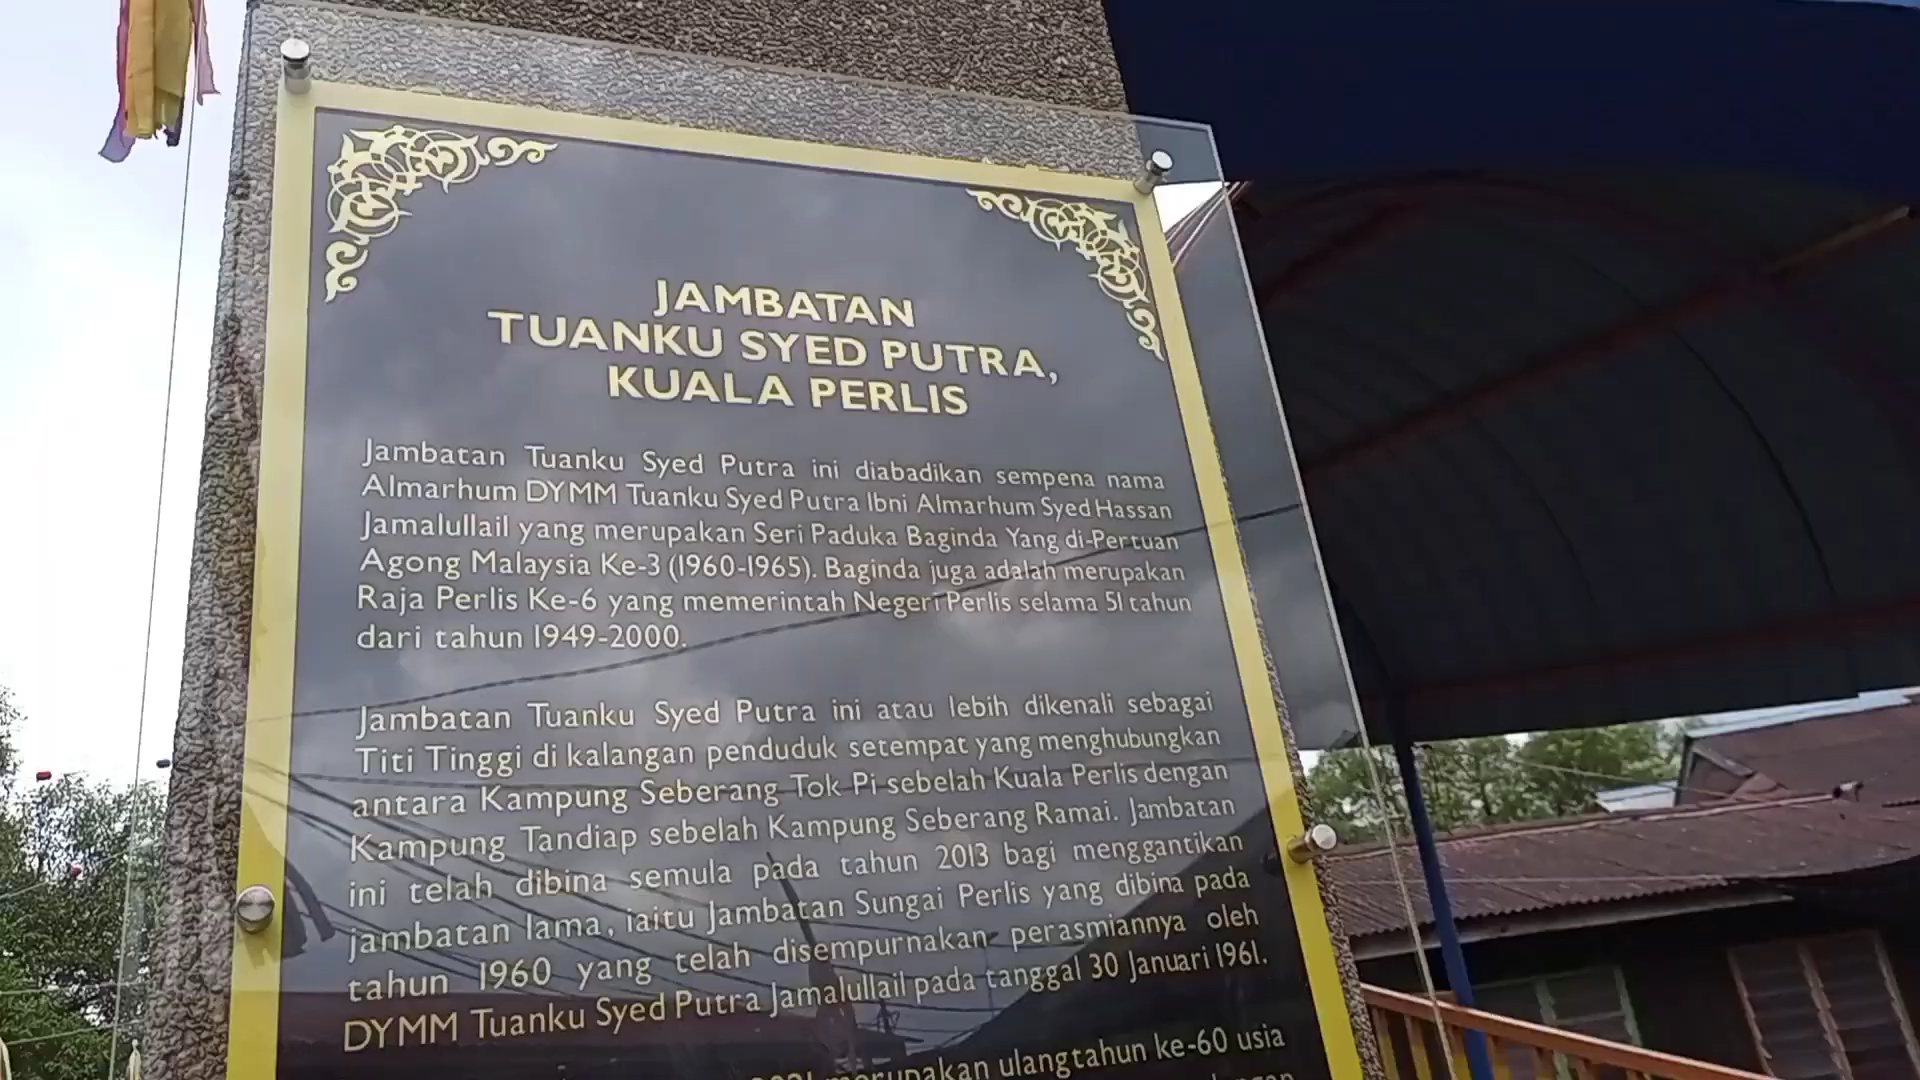 JAMBATAN
TUANKU SYED PUTRA,
KUALA PERLIS
Jambatan Tuanku Syed Putra ini diabadikan sempena nama
Almarhum DYMM Tuanku Syed Putra Ibni Almarhum Syed Hassan
Jamalullail yang merupakan Seri Paduka Baginda Yang di-Pertuan
Agong Malaysia Ke-3 (1960-1965). Baginda juga adalah merupakan
Raja Perlis Ke-6 yang memerintah Negeri Perlis selama 51 tahun
dari tahun 1949-2000.
Jambatan Tuanku Syed Putra ini atau lebih dikenali sebagai
Titi Tinggi di kalangan penduduk setempat yang menghubungkan
antara Kampung Seberang Tok Pi sebelah Kuala Perlis dengan
Kampung Tandiap sebelah Kampung Seberang Ramai. Jambatan
ini telah dibina semula pada tahun 2013 bagi menggantikan
jambatan lama, iaitu Jambatan Sungai Perlis yang dibina pada
tahun 1960 yang telah disempurnakan perasmiannya oleh
DYMM Tuanku Syed Putra Jamalullail pada tanggal 30 Januari 1961.
merupakan ulangtahun ke-60 usia